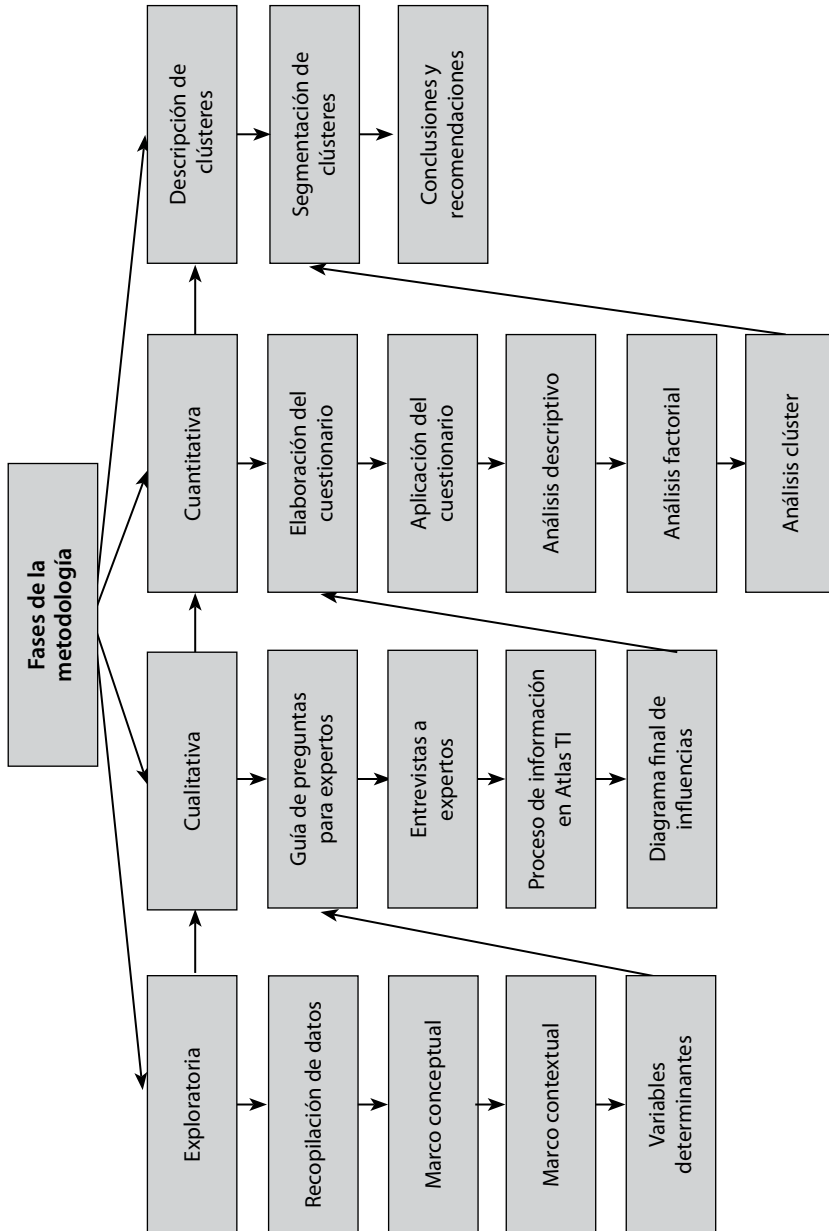 Fases de la
metodología
Exploratoria
Recopilación de datos
Marco conceptual
Marco contextual
Variables
determinantes
Cualitativa
Guía de preguntas
para expertos
Entrevistas a
expertos
Proceso de información
en Atlas TI
Diagrama final de
influencias
Cuantitativa
Elaboración del
cuestionario
Aplicación del
cuestionario
Análisis descriptivo
Análisis factorial
Análisis clúster
Descripción de
clústeres
Segmentación de
clústeres
Conclusiones y
recomendaciones